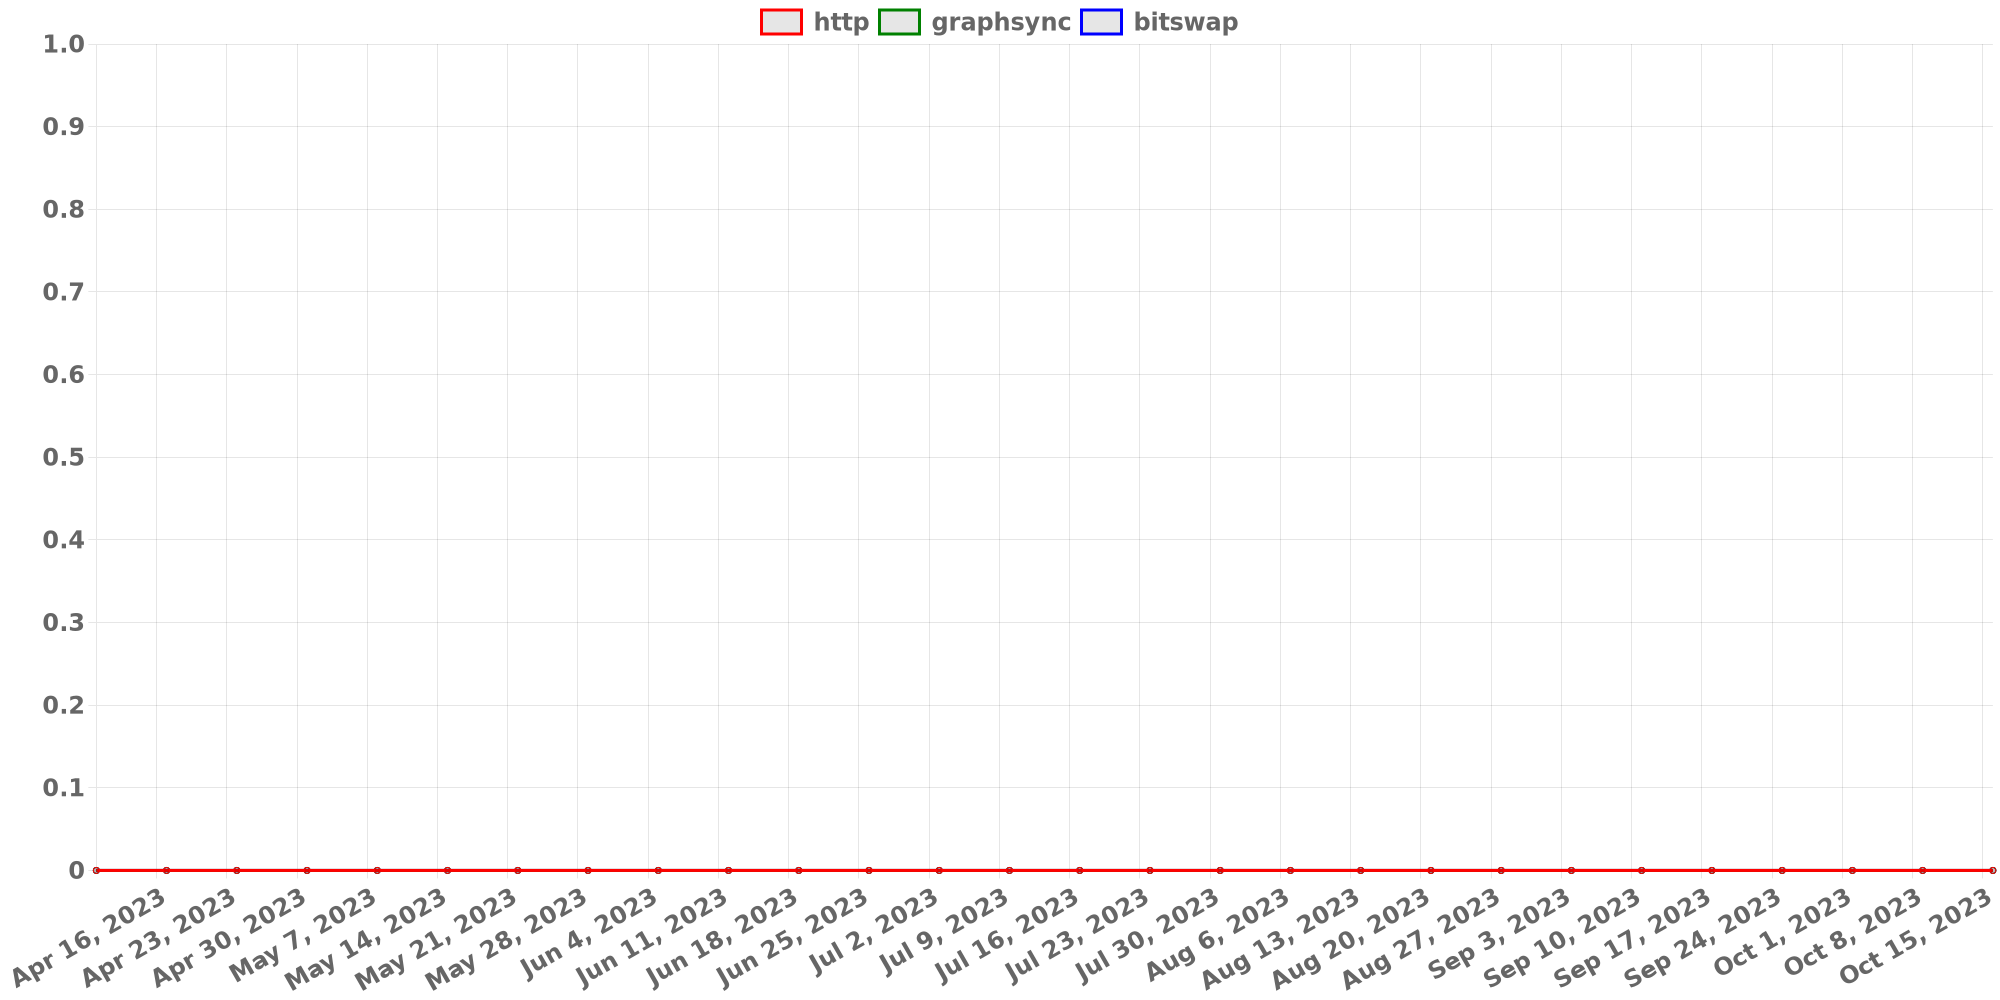 http graphsync bitswap
1.0
0.9
0.8
0.7
0.6
0.5
0.4
0.3
0.2
0.1
0
Apr 16, 2023
Apr 23, 2023
Apr 30, 2023
May 7, 2023
May 14, 2023
May 21, 2023
May 28, 2023
Jun 4, 2023
Jun 11, 2023
Jun 18, 2023
Jun 25, 2023
Jul 2, 2023
Jul 9, 2023
Jul 16, 2023
Jul 23, 2023
Jul 30, 2023
Aug 6, 2023
Aug 13, 2023
Aug 20, 2023
Aug 27, 2023
Sep 3, 2023
Sep 10, 2023
Sep 17, 2023
Sep 24, 2023
Oct 1, 2023
Oct 8, 2023
Oct 15, 2023